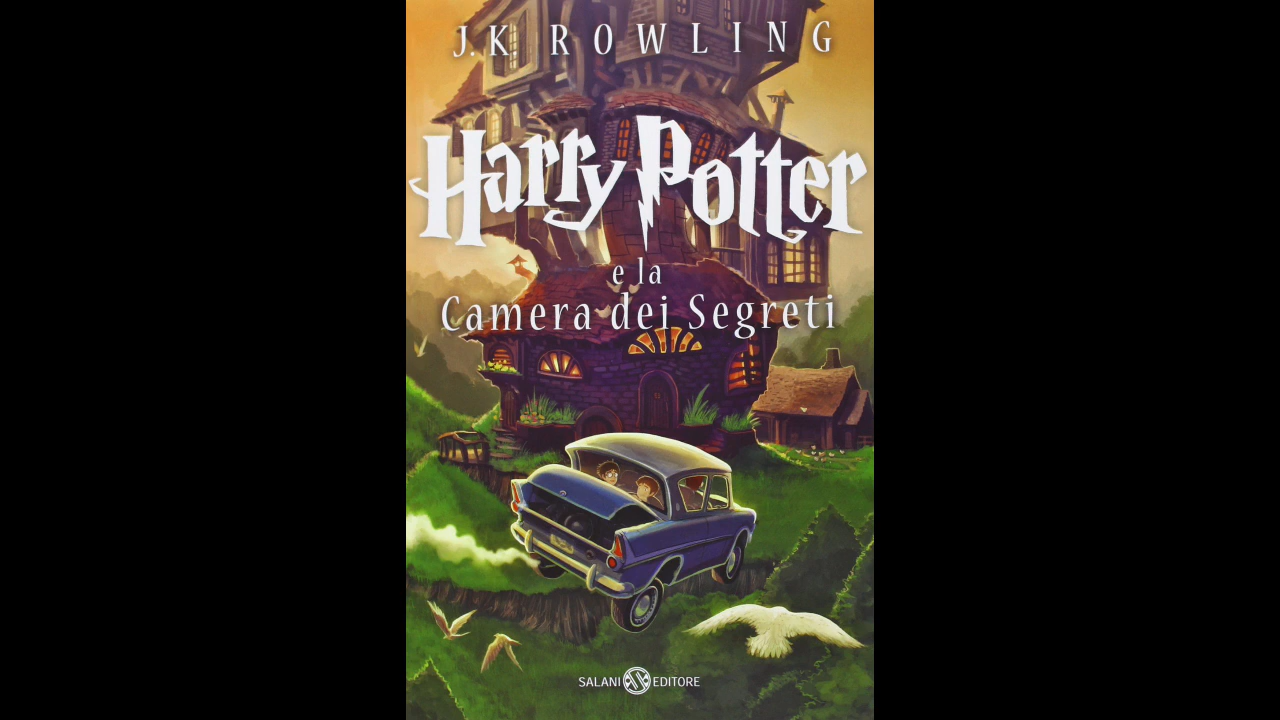 J.K. ROWLING
Harry Potter
e la
Camera dei Segreti
SALANI EDITORE